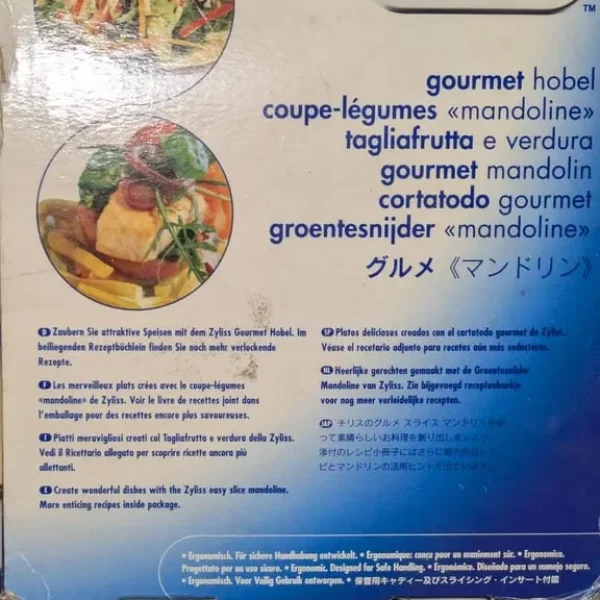 TM
gourmet hobel
coupe-légumes «mandoline»
tagliafrutta e verdura
gourmet mandolin
cortatodo gourmet
groentesnijder «mandoline»
グルメ《マンドリン》
D Zaubern Sie attraktive Speisen mit dem Zyliss Gourmet Hobel. Im
beiliegenden Rezeptbüchlein finden Sie noch mehr verlockende
Rezepte.
F Les merveilleux plats crées avec le coupe-légumes
«mandoline» de Zyliss. Voir le livre de recettes joint dans
l'emballage pour des recettes encore plus savoureuses.
I Piatti meravigliosi creati col Tagliafrutta e verdura dello Zyliss.
Vedi il Ricettario allegato per scoprire ricette ancora più
allettanti.
E Create wonderful dishes with the Zyliss easy slice mandoline.
More enticing recipes inside package.
SP Platos deliciosos creados con el cortatodo gourmet de Zyliss.
Véase el recetario adjunto para recetas aún más seductoras.
NL Heerlijke gerechten gemaakt met de Groentesnijder
Mandoline van Zyliss. Zie bijgevoegd receptenboekje
voor nog meer verleidelijke recepten.
JAP チリスのグルメ スライス マンドリンを使
って素晴らしいお料理を創り出しましょう
添付のレシピ小冊子にはさらに魅力的な
ピとマンドリンの活用ヒントが出ています
• Ergonomisch. Für sichere Handhabung entwickelt. • Ergonomique: conçu pour un maniement sûr. • Ergonomico.
Progettato per un uso sicuro. • Ergonomic. Designed for Safe Handling. • Ergonómico. Diseñado para un manejo seguro.
• Ergonomisch. Voor Veilig Gebruik ontworpen. • 保管用キャディー及びスライシング・インサート付属